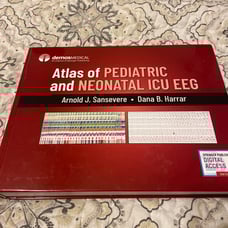 demosMEDICAL
Atlas of PEDIATRIC
and NEONATAL ICU EEG
Arnold J. Sansevere • Dana B. Harrar
DIGITAL
ACCESS